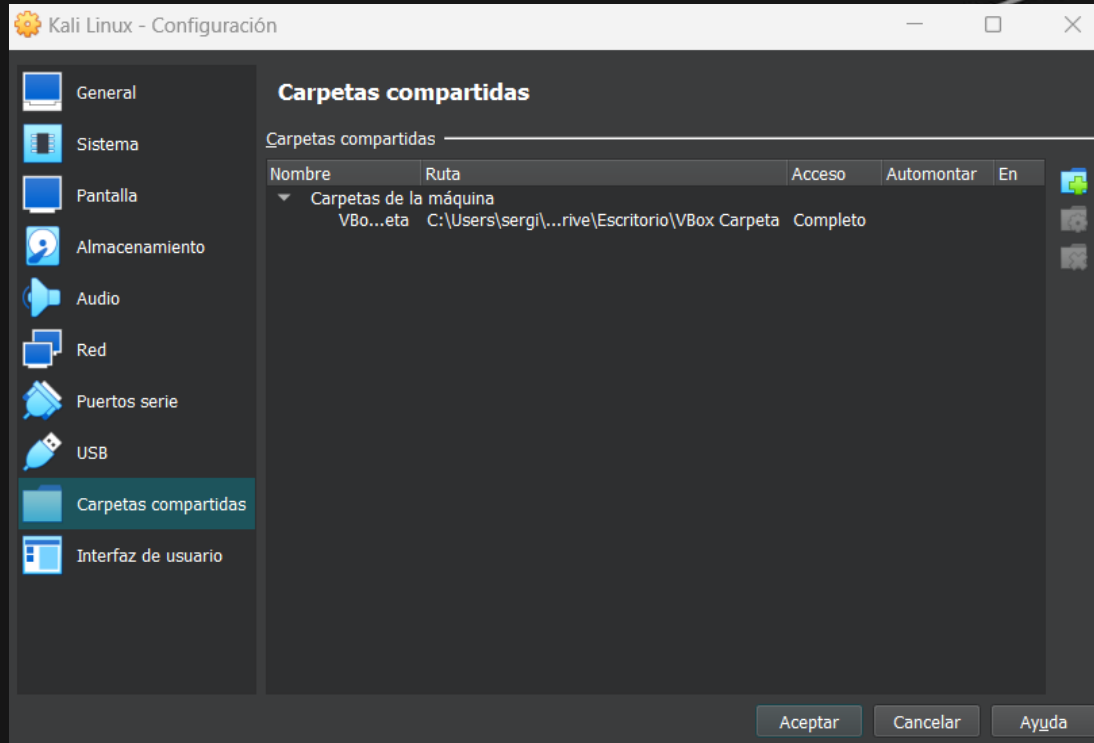 Kali Linux - Configuración
General
Sistema
Pantalla
Almacenamiento
Audio
Red
Puertos serie
USB
Carpetas compartidas
Interfaz de usuario
Carpetas compartidas
Carpetas compartidas
Nombre Ruta Acceso Automontar En
Carpetas de la máquina
VBo...eta C:\Users\sergi\...rive\Escritorio\VBox Carpeta Completo
Aceptar Cancelar Ayuda